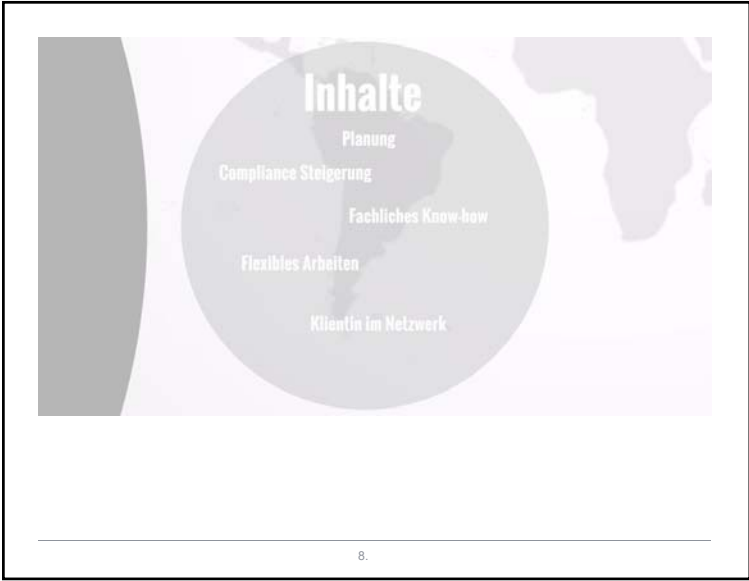 Inhalte
Planung
Compliance Steigerung
Fachliches Know-how
Flexibles Arbeiten
Klientin im Netzwerk
8.